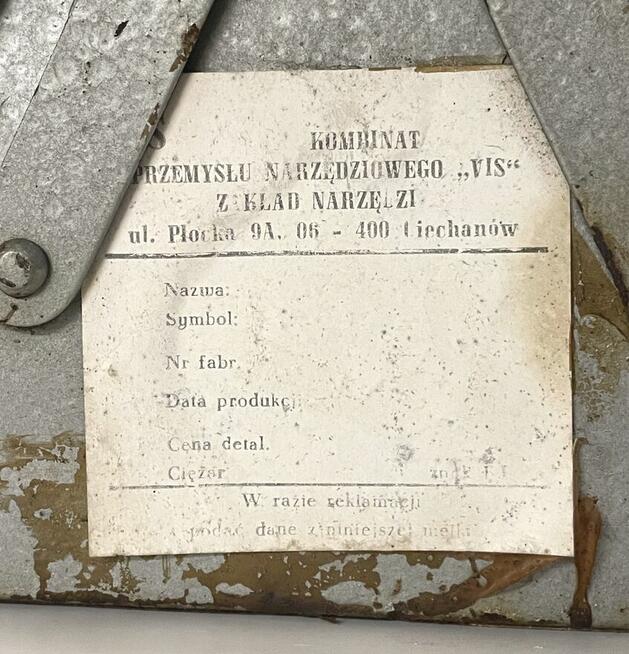 S
KOMBINAT
PRZEMYSŁU NARZĘDZIOWEGO „VIS“
ZAKŁAD NARZĘDZI
ul. Płocka 9A, 06 - 400 Ciechanów
Nazwa:
Symbol:
Nr fabr.
Data produkcji
Cena detal.
Ciężar
W razie reklamacji
podać dane z niniejszej metki